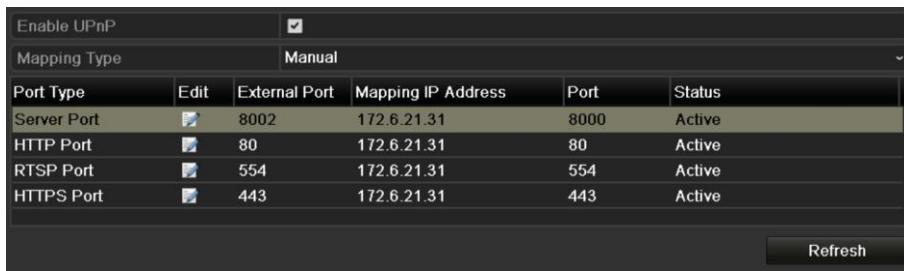 Enable UPnP
Mapping Type Manual
Port Type Edit External Port Mapping IP Address Port Status
Server Port 8002 172.6.21.31 8000 Active
HTTP Port 80 172.6.21.31 80 Active
RTSP Port 554 172.6.21.31 554 Active
HTTPS Port 443 172.6.21.31 443 Active
Refresh